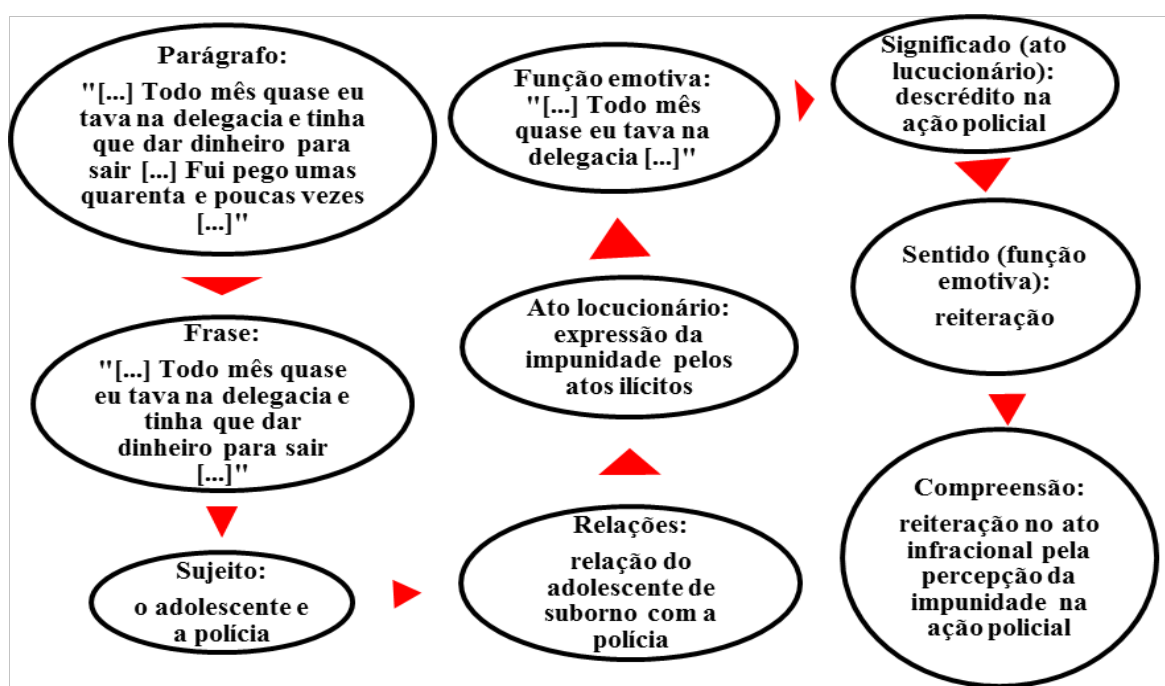 Parágrafo:
"[...] Todo mês quase eu
tava na delegacia e tinha
que dar dinheiro para
sair [...] Fui pego umas
quarenta e poucas vezes
[...]"
Frase:
"[...] Todo mês quase
eu tava na delegacia e
tinha que dar
dinheiro para sair
[...]"
Sujeito:
o adolescente e
a polícia
Relações:
relação do
adolescente de
suborno com a
polícia
Ato locucionário:
expressão da
impunidade pelos
atos ilícitos
Função emotiva:
"[...] Todo mês
quase eu tava na
delegacia [...]"
Significado (ato
lucucionário):
descrédito na
ação policial
Sentido (função
emotiva):
reiteração
Compreensão:
reiteração no ato
infracional pela
percepção da
impunidade na
ação policial